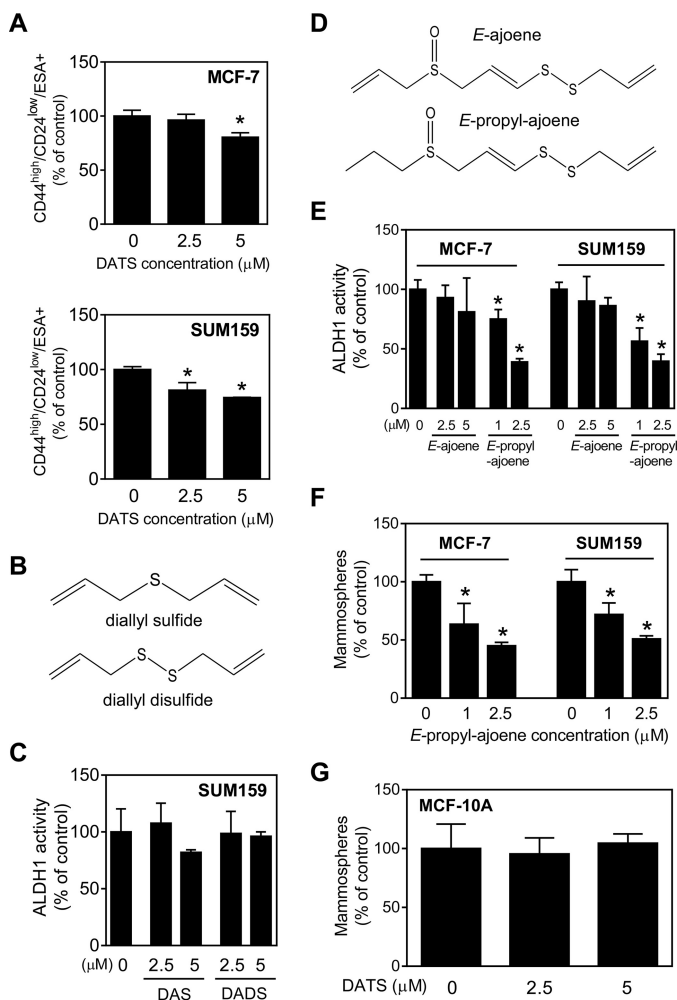 A
CD44high/CD24low/ESA+
(% of control)
MCF-7
150
100
50
0
*
0 2.5 5
DATS concentration (μM)
CD44high/CD24low/ESA+
(% of control)
SUM159
150
100
50
0
* *
0 2.5 5
DATS concentration (μM)
B
S
diallyl sulfide
S
S
diallyl disulfide
C
ALDH1 activity
(% of control)
SUM159
150
100
50
0
(μM) 0 2.5 5 2.5 5
DAS DADS
D
E-ajoene
O
S S
S
E-propyl-ajoene
O
S S
S
E
ALDH1 activity
(% of control)
MCF-7 SUM159
150
100
50
0
* * * *
(μM) 0 2.5 5 1 2.5 0 2.5 5 1 2.5
E-ajoene E-propyl E-ajoene E-propyl
-ajoene -ajoene
F
Mammospheres
(% of control)
MCF-7 SUM159
150
100
50
0
* * * *
0 1 2.5 0 1 2.5
E-propyl-ajoene concentration (μM)
G
Mammospheres
(% of control)
MCF-10A
150
100
50
0
DATS (μM) 0 2.5 5